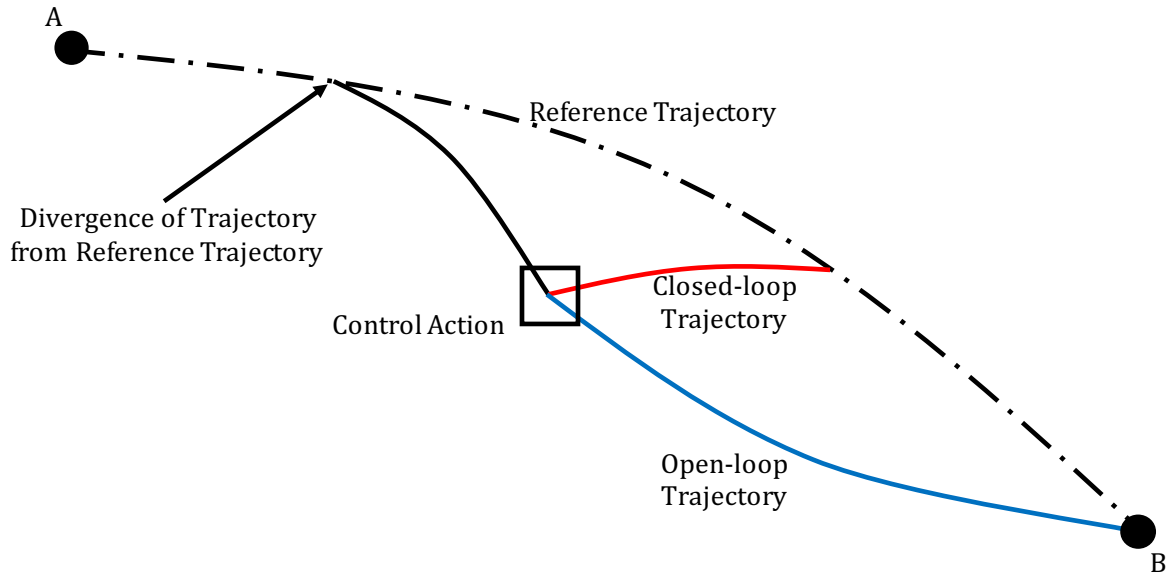 A
Reference Trajectory
Divergence of Trajectory
from Reference Trajectory
Closed-loop
Trajectory
Control Action
Open-loop
Trajectory
B